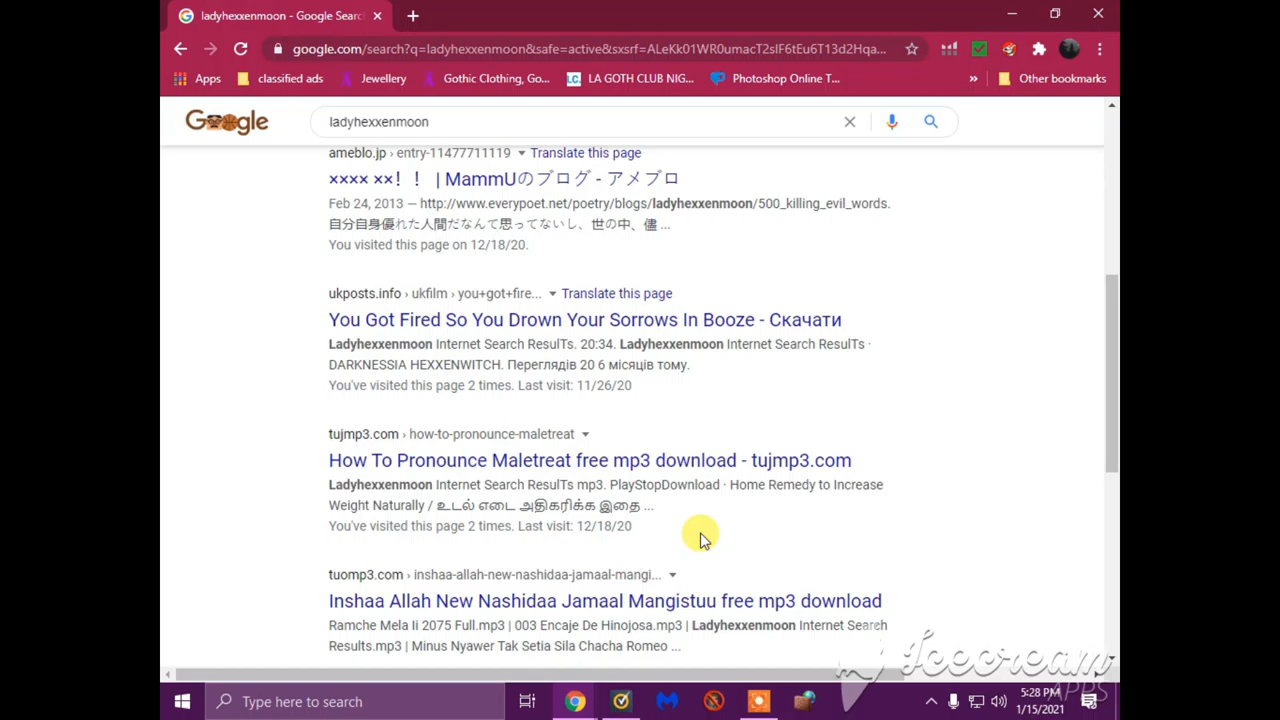 ladyhexxenmoon - Google Searc
google.com/search?q=ladyhexxenmoon&safe=active&sxsrf=ALeKk01WR0umacT2sIF6tEu6T13d2Hqa...
Apps classified ads Jewellery Gothic Clothing, Go... LA GOTH CLUB NIG... Photoshop Online T... » Other bookmarks
Google ladyhexxenmoon
ameblo.jp › entry-11477711119 Translate this page
×××× ××！！ | MammUのブログ - アメブロ
Feb 24, 2013 — http://www.everypoet.net/poetry/blogs/ladyhexxenmoon/500_killing_evil_words.
自分自身優れた人間だなんて思ってないし、世の中、儘 ...
You visited this page on 12/18/20.
ukposts.info › ukfilm › you+got+fire... Translate this page
You Got Fired So You Drown Your Sorrows In Booze - Скачати
Ladyhexxenmoon Internet Search ResulTs. 20:34. Ladyhexxenmoon Internet Search ResulTs ·
DARKNESSIA HEXXENWITCH. Переглядів 20 6 місяців тому.
You've visited this page 2 times. Last visit: 11/26/20
tujmp3.com › how-to-pronounce-maletreat
How To Pronounce Maletreat free mp3 download - tujmp3.com
Ladyhexxenmoon Internet Search ResulTs mp3. PlayStopDownload · Home Remedy to Increase
Weight Naturally / உடல் எடை அதிகரிக்க இதை ...
You've visited this page 2 times. Last visit: 12/18/20
tuomp3.com › inshaa-allah-new-nashidaa-jamaal-mangi...
Inshaa Allah New Nashidaa Jamaal Mangistuu free mp3 download
Ramche Mela Ii 2075 Full.mp3 | 003 Encaje De Hinojosa.mp3 | Ladyhexxenmoon Internet Search
Results.mp3 | Minus Nyawer Tak Setia Sila Chacha Romeo ...
Icecream
APPS
Type here to search
5:28 PM
1/15/2021